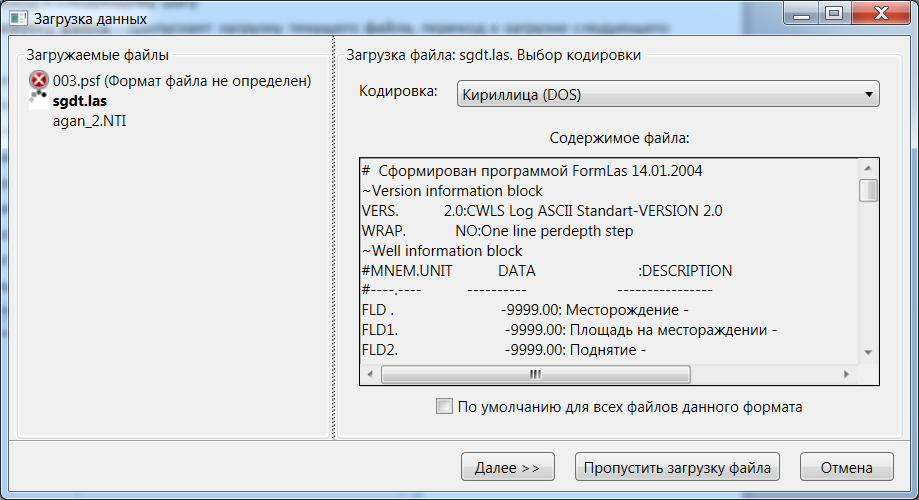 Загрузка данных
Загружаемые файлы
003.psf (Формат файла не определен)
sgdt.las
agan_2.NTI
Загрузка файла: sgdt.las. Выбор кодировки
Кодировка: Кириллица (DOS)
Содержимое файла:
# Сформирован программой FormLas 14.01.2004
~Version information block
VERS. 2.0:CWLS Log ASCII Standart-VERSION 2.0
WRAP. NO:One line perdepth step
~Well information block
#MNEM.UNIT DATA :DESCRIPTION
#----.---- ---------- ----------------
FLD . -9999.00: Месторождение -
FLD1. -9999.00: Площадь на местораждении -
FLD2. -9999.00: Поднятие -
По умолчанию для всех файлов данного формата
Далее >> Пропустить загрузку файла Отмена